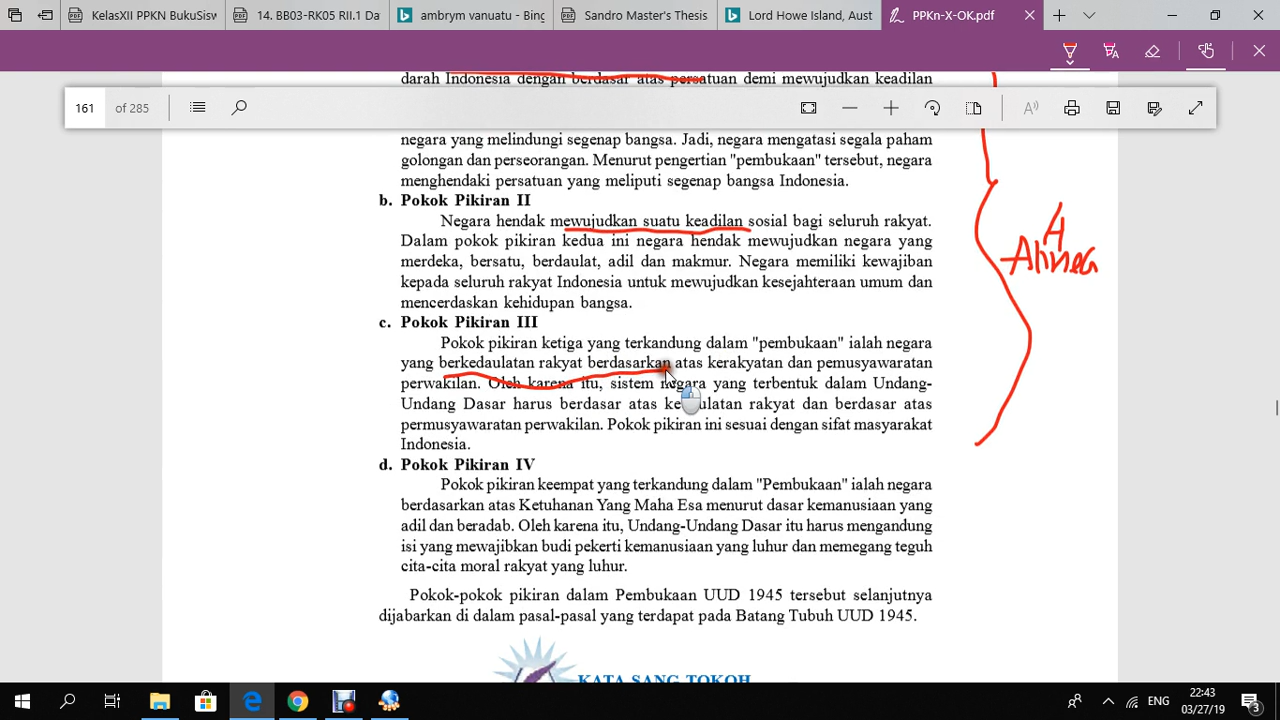 KelasXII PPKN BukuSisw
14. BB03-RK05 RII.1 Da
ambrym vanuatu - Bing
Sandro Master's Thesis
Lord Howe Island, Aust
PPKn-X-OK.pdf
darah Indonesia dengan berdasar atas persatuan demi mewujudkan keadilan
161 of 285
negara yang melindungi segenap bangsa. Jadi, negara mengatasi segala paham
golongan dan perseorangan. Menurut pengertian "pembukaan" tersebut, negara
menghendaki persatuan yang meliputi segenap bangsa Indonesia.
b. Pokok Pikiran II
Negara hendak mewujudkan suatu keadilan sosial bagi seluruh rakyat.
Dalam pokok pikiran kedua ini negara hendak mewujudkan negara yang
merdeka, bersatu, berdaulat, adil dan makmur. Negara memiliki kewajiban
kepada seluruh rakyat Indonesia untuk mewujudkan kesejahteraan umum dan
mencerdaskan kehidupan bangsa.
4
Alinea
c. Pokok Pikiran III
Pokok pikiran ketiga yang terkandung dalam "pembukaan" ialah negara
yang berkedaulatan rakyat berdasarkan atas kerakyatan dan pemusyawaratan
perwakilan. Oleh karena itu, sistem negara yang terbentuk dalam Undang-
Undang Dasar harus berdasar atas kedaulatan rakyat dan berdasar atas
permusyawaratan perwakilan. Pokok pikiran ini sesuai dengan sifat masyarakat
Indonesia.
d. Pokok Pikiran IV
Pokok pikiran keempat yang terkandung dalam "Pembukaan" ialah negara
berdasarkan atas Ketuhanan Yang Maha Esa menurut dasar kemanusiaan yang
adil dan beradab. Oleh karena itu, Undang-Undang Dasar itu harus mengandung
isi yang mewajibkan budi pekerti kemanusiaan yang luhur dan memegang teguh
cita-cita moral rakyat yang luhur.
Pokok-pokok pikiran dalam Pembukaan UUD 1945 tersebut selanjutnya
dijabarkan di dalam pasal-pasal yang terdapat pada Batang Tubuh UUD 1945.
KATA SANG TOKOH
ENG
22:43
03/27/19
3